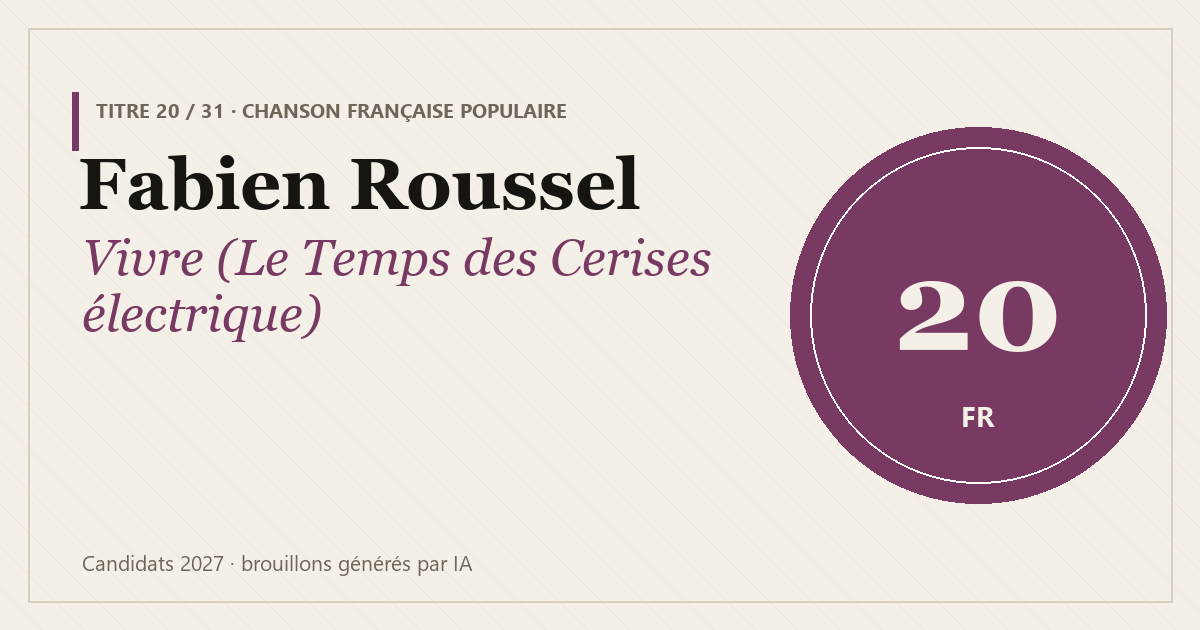 TITRE 20 / 31 · CHANSON FRANÇAISE POPULAIRE
Fabien Roussel
Vivre (Le Temps des Cerises
électrique)
20
FR
Candidats 2027 · brouillons générés par IA